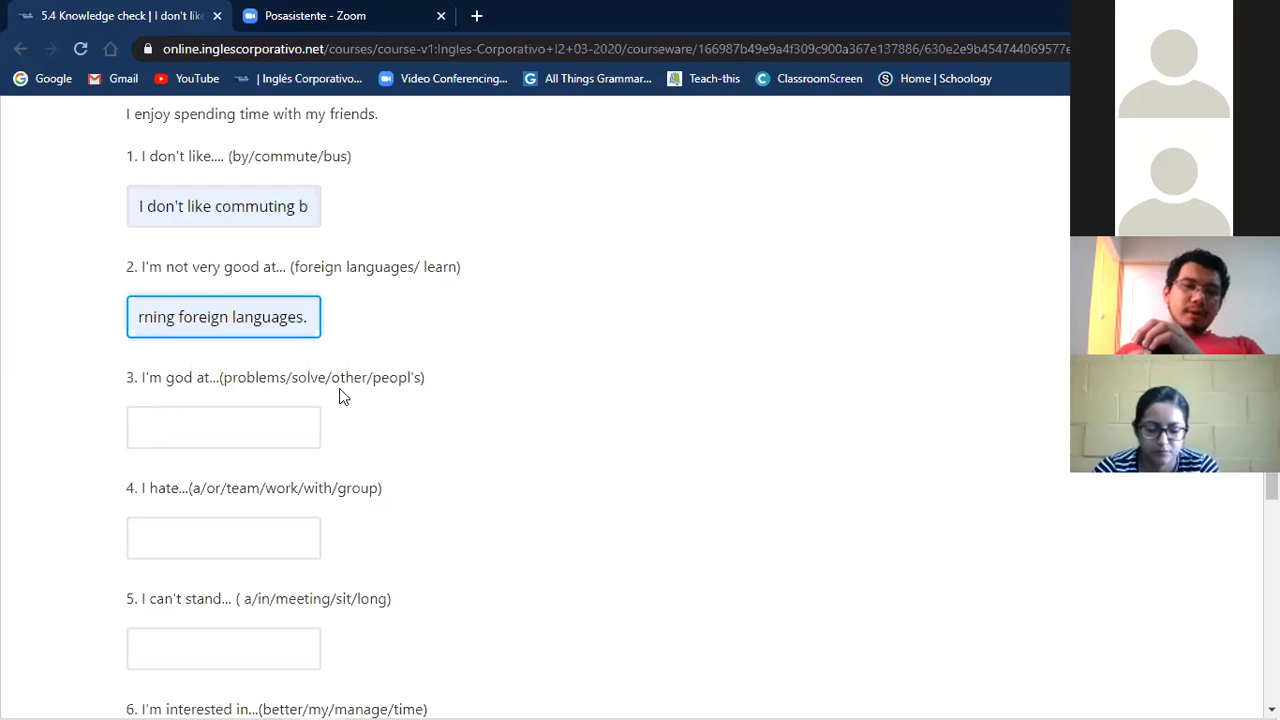 5.4 Knowledge check | I don't like
Posasistente - Zoom
online.inglescorporativo.net/courses/course-v1:Ingles-Corporativo+I2+03-2020/courseware/166987b49e9a4f309c900a367e137886/630e2e9b454744069577e
Google
Gmail
YouTube
| Inglés Corporativo...
Video Conferencing...
All Things Grammar...
Teach-this
ClassroomScreen
Home | Schoology
I enjoy spending time with my friends.
1. I don't like.... (by/commute/bus)
I don't like commuting b
2. I'm not very good at... (foreign languages/ learn)
rning foreign languages.
3. I'm god at...(problems/solve/other/peopl's)
4. I hate...(a/or/team/work/with/group)
5. I can't stand... ( a/in/meeting/sit/long)
6. I'm interested in...(better/my/manage/time)